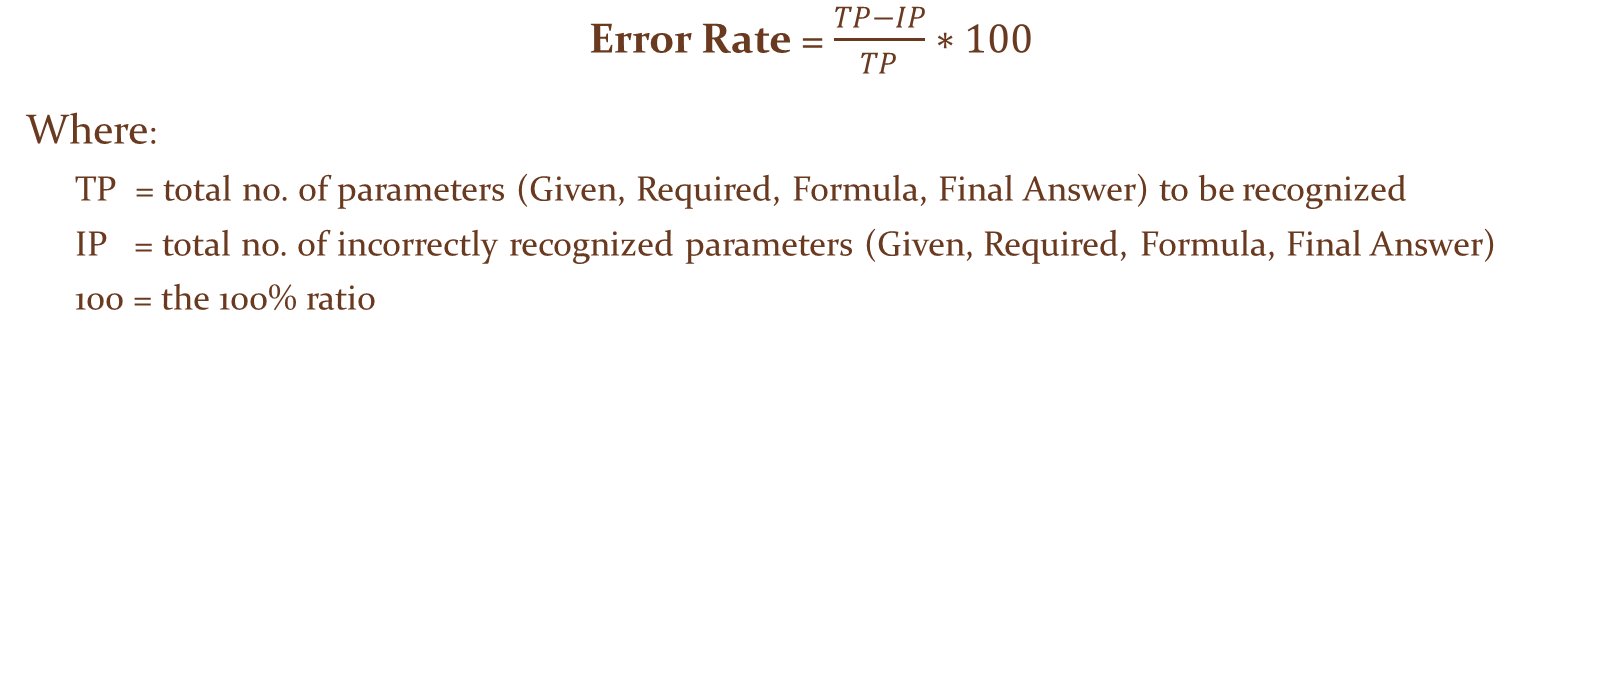 Error Rate = \frac{TP-IP}{TP} * 100
Where:
TP = total no. of parameters (Given, Required, Formula, Final Answer) to be recognized
IP = total no. of incorrectly recognized parameters (Given, Required, Formula, Final Answer)
100 = the 100% ratio